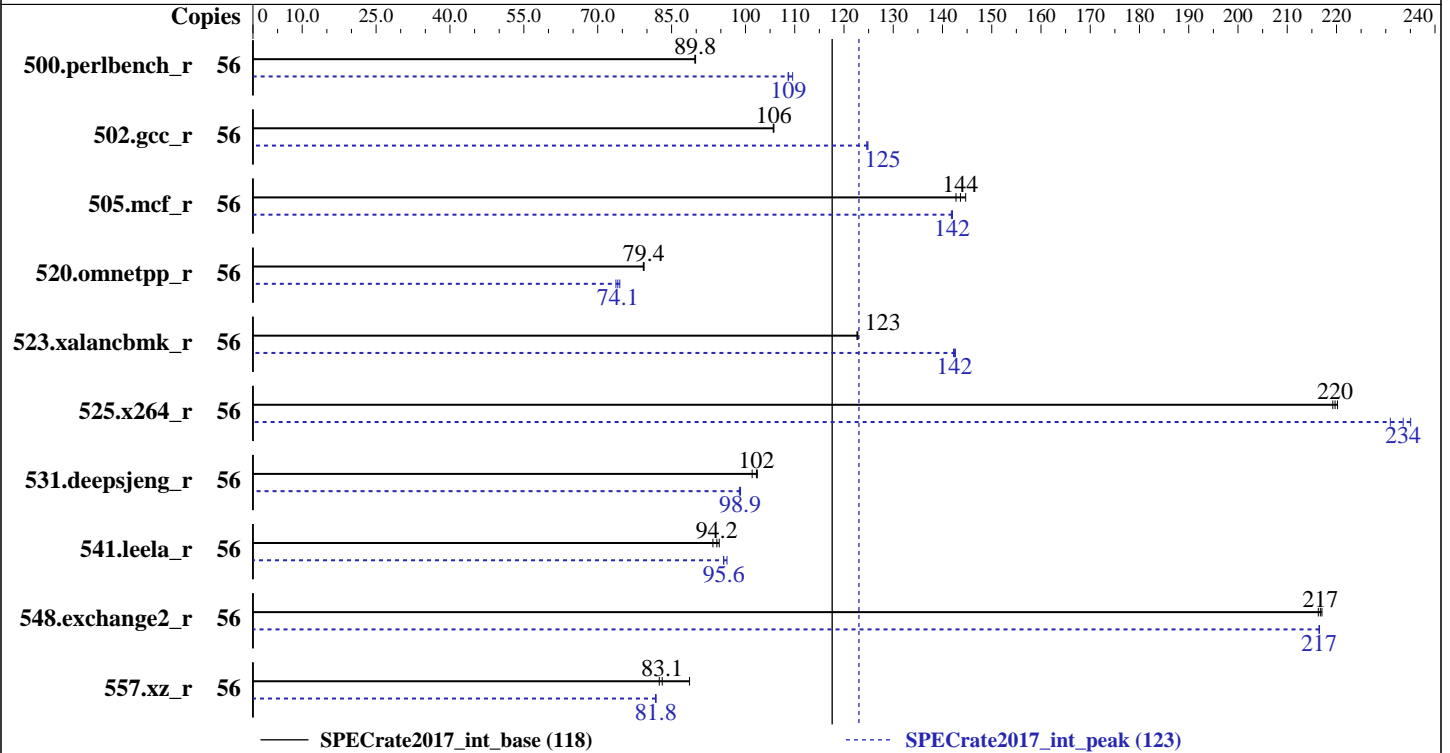 Copies 0 10.0 25.0 40.0 55.0 70.0 85.0 100 110 120 130 140 150 160 170 180 190 200 210 220 240
89.8
500.perlbench_r 56
109
106
502.gcc_r 56
125
144
505.mcf_r 56
142
79.4
520.omnetpp_r 56
74.1
123
523.xalancbmk_r 56
142
220
525.x264_r 56
234
102
531.deepsjeng_r 56
98.9
94.2
541.leela_r 56
95.6
217
548.exchange2_r 56
217
83.1
557.xz_r 56
81.8
SPECrate2017_int_base (118) SPECrate2017_int_peak (123)